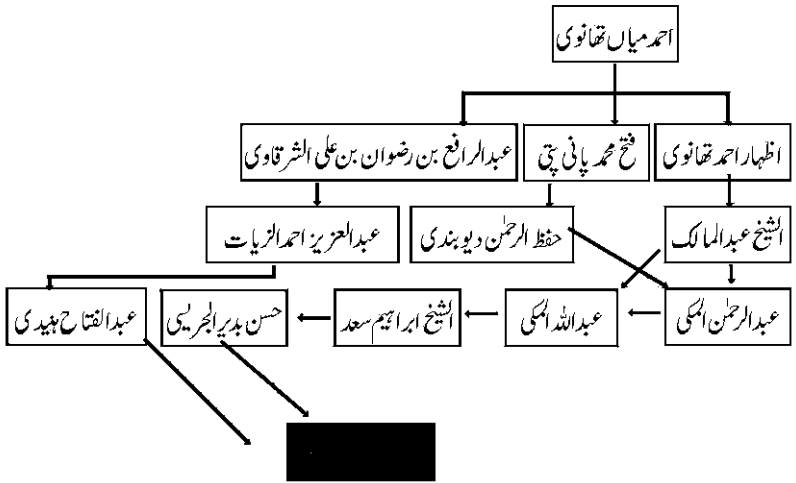 احمد میاں تھانوی
اظہار احمد تھانوی
فتح محمد پانی پتی
عبدالرافع بن رضوان بن علی الشرقاوی
الشیخ عبدالمالک
حفظ الرحمٰن دیوبندی
عبدالعزیز احمد الزیات
عبدالرحمٰن المکی
عبداللہ المکی
الشیخ ابراہیم سعد
حسن بدیر الجریسی
عبدالفتاح ہنیدی